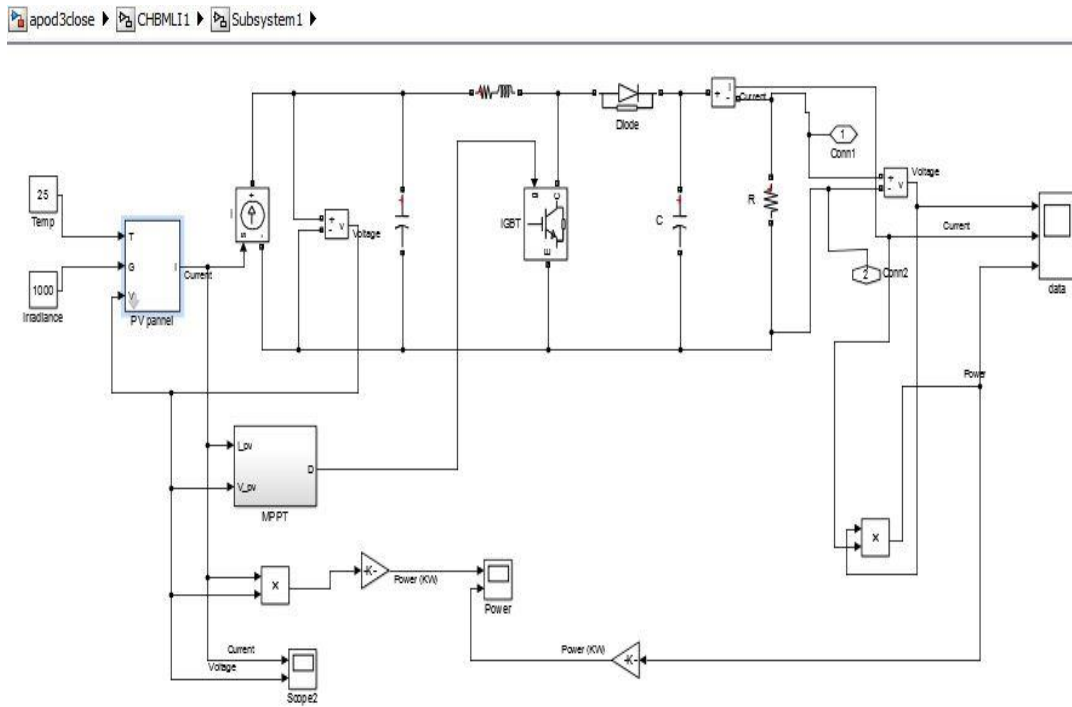 apod3close ▶ CHBMLI1 ▶ Subsystem1 ▶
Current
Diode
1
Conn1
25
Temp
I
s
+
-
v
Voltage
g
C
IGBT
E
C
R
Voltage
T
G
V
I
Current
PV pannel
1000
Irradiance
2
Conn2
Current
data
Power
I_pv
V_pv
D
MPPT
x
x
-K-
Power (KW)
Power
Power (KW)
-K-
Current
Voltage
Scope2